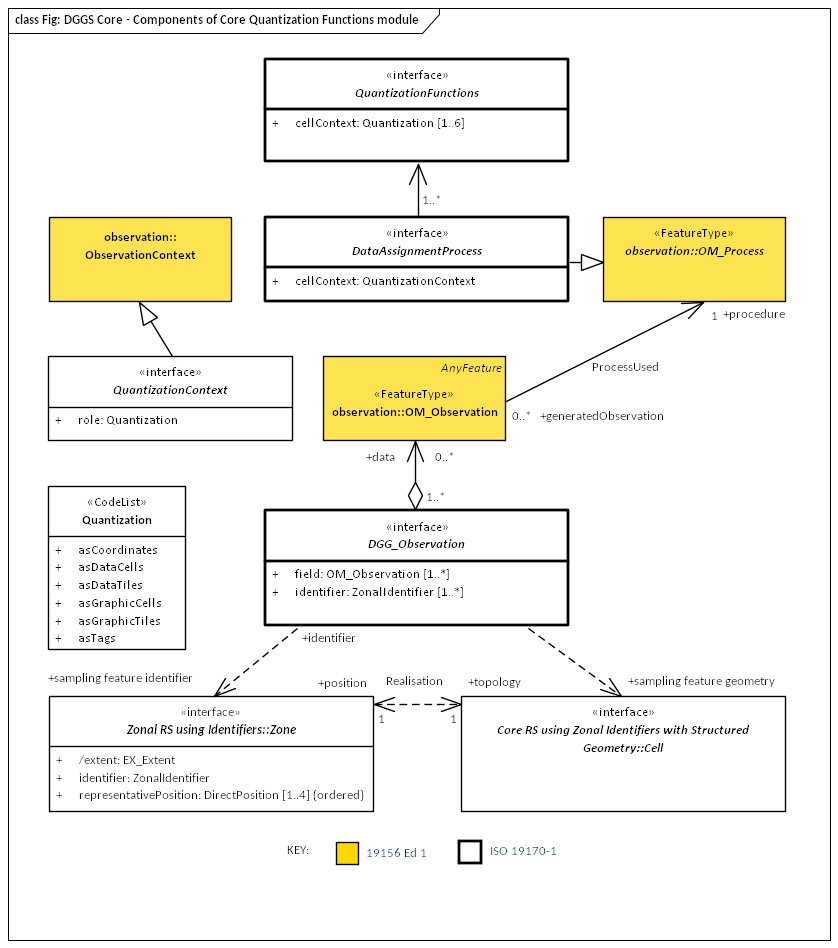 class Fig: DGGS Core - Components of Core Quantization Functions module
«interface»
QuantizationFunctions
+ cellContext: Quantization [1..6]
1..*
observation::
ObservationContext
«interface»
DataAssignmentProcess
+ cellContext: QuantizationContext
«FeatureType»
observation::OM_Process
1 +procedure
ProcessUsed
«interface»
QuantizationContext
+ role: Quantization
AnyFeature
«FeatureType»
observation::OM_Observation
0..* +generatedObservation
+data 0..*
1..*
«CodeList»
Quantization
+ asCoordinates
+ asDataCells
+ asDataTiles
+ asGraphicCells
+ asGraphicTiles
+ asTags
«interface»
DGG_Observation
+ field: OM_Observation [1..*]
+ identifier: ZonalIdentifier [1..*]
+identifier
+sampling feature identifier
+position
Realisation
+topology
+sampling feature geometry
1
1
«interface»
Zonal RS using Identifiers::Zone
+ /extent: EX_Extent
+ identifier: ZonalIdentifier
+ representativePosition: DirectPosition [1..4] {ordered}
«interface»
Core RS using Zonal Identifiers with Structured
Geometry::Cell
KEY: 19156 Ed 1 ISO 19170-1